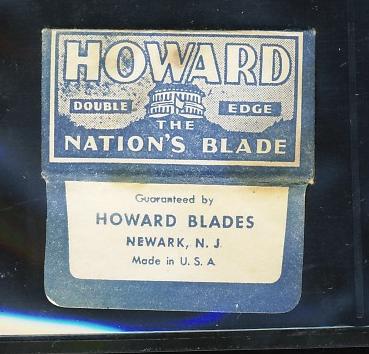 HOWARD
DOUBLE EDGE
THE
NATION'S BLADE
Guaranteed by
HOWARD BLADES
NEWARK, N. J.
Made in U. S. A